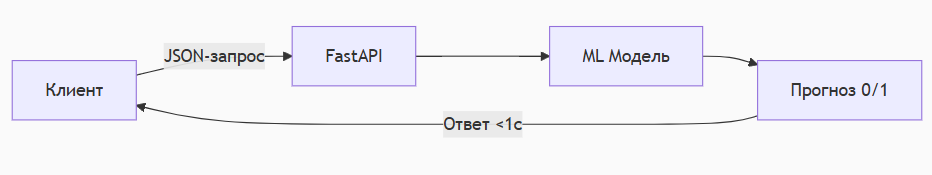 JSON-запрос
FastAPI
ML Модель
Клиент
Прогноз 0/1
Ответ <1с